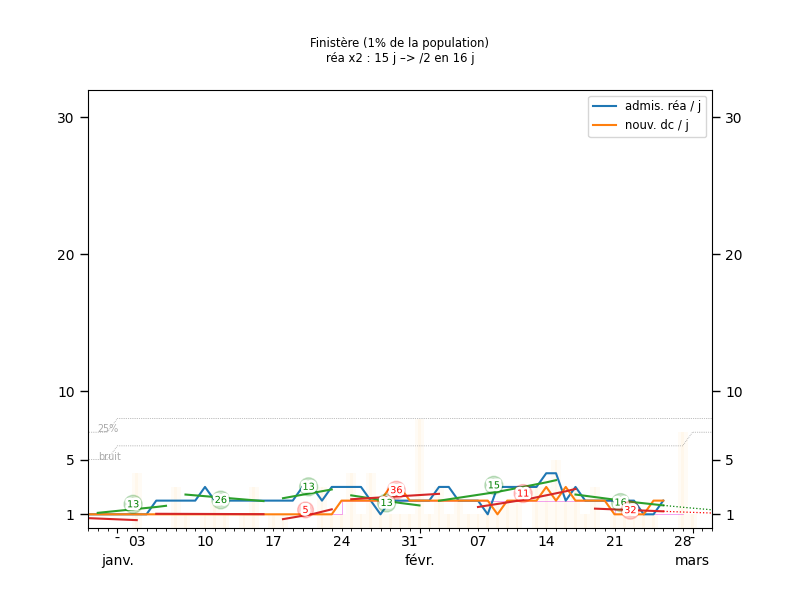 Finistère (1% de la population)
réa x2 : 15 j –> /2 en 16 j
admis. réa / j
nouv. dc / j
30 30
20 20
10 10
25%
bruit
5 5
13 26 13 5 36 13 15 11 16 32
1 1
03 10 17 24 31 07 14 21 28
janv. févr. mars